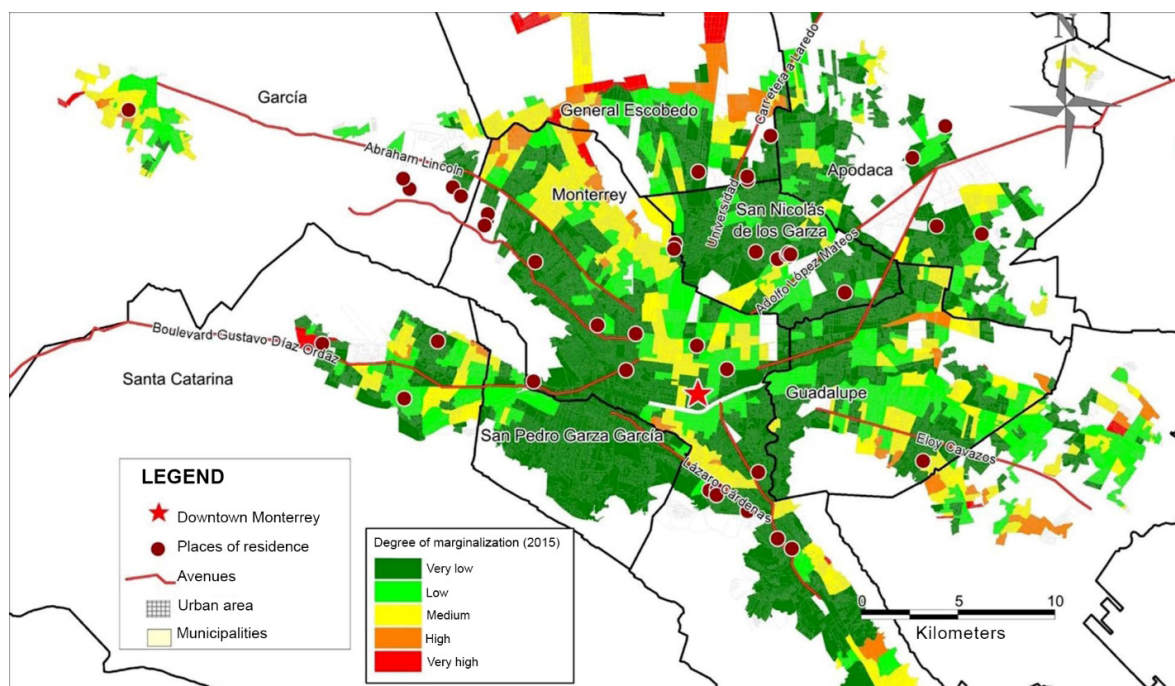 N
García
General Escobedo
Carretera a Laredo
Abraham Lincoln
Monterrey
Universidad
Apodaca
San Nicolás
de los Garza
Adolfo López Mateos
Boulevard Gustavo Díaz Ordaz
Santa Catarina
Guadalupe
San Pedro Garza García
Eloy Cavazos
Lázaro Cárdenas
LEGEND
Downtown Monterrey
Places of residence
Avenues
Urban area
Municipalities
Degree of marginalization (2015)
Very low
Low
Medium
High
Very high
0 5 10
Kilometers